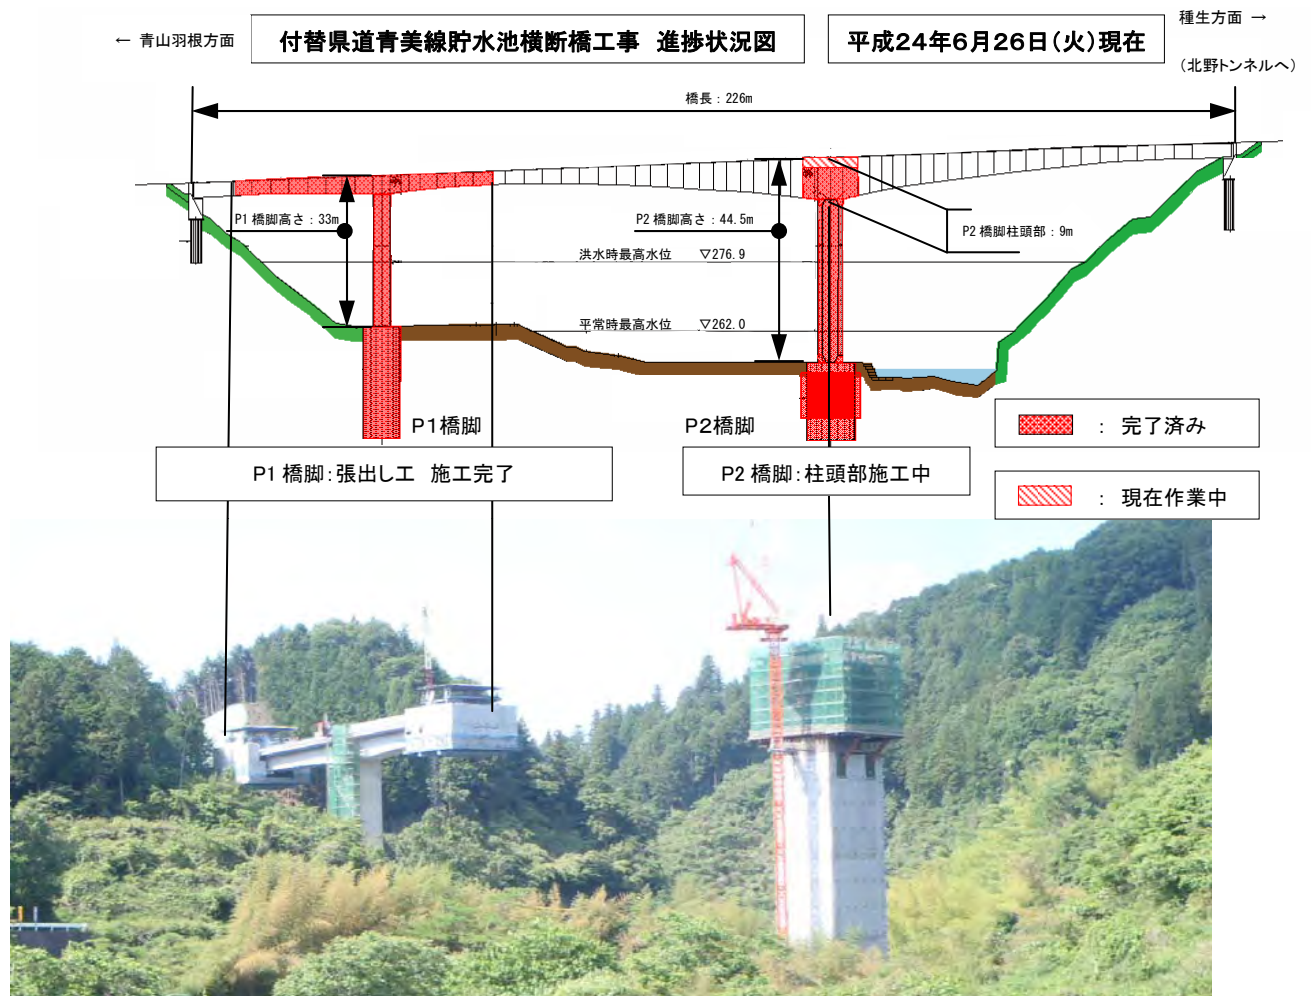 ← 青山羽根方面
付替県道青美線貯水池横断橋工事 進捗状況図
平成24年6月26日(火)現在
種生方面 →
(北野トンネルへ)
橋長：226m
P1 橋脚高さ：33m
P2 橋脚高さ：44.5m
P2 橋脚柱頭部：9m
洪水時最高水位 ▽276.9
平常時最高水位 ▽262.0
P1橋脚
P2橋脚
：完了済み
P1 橋脚：張出し工 施工完了
P2 橋脚：柱頭部施工中
：現在作業中